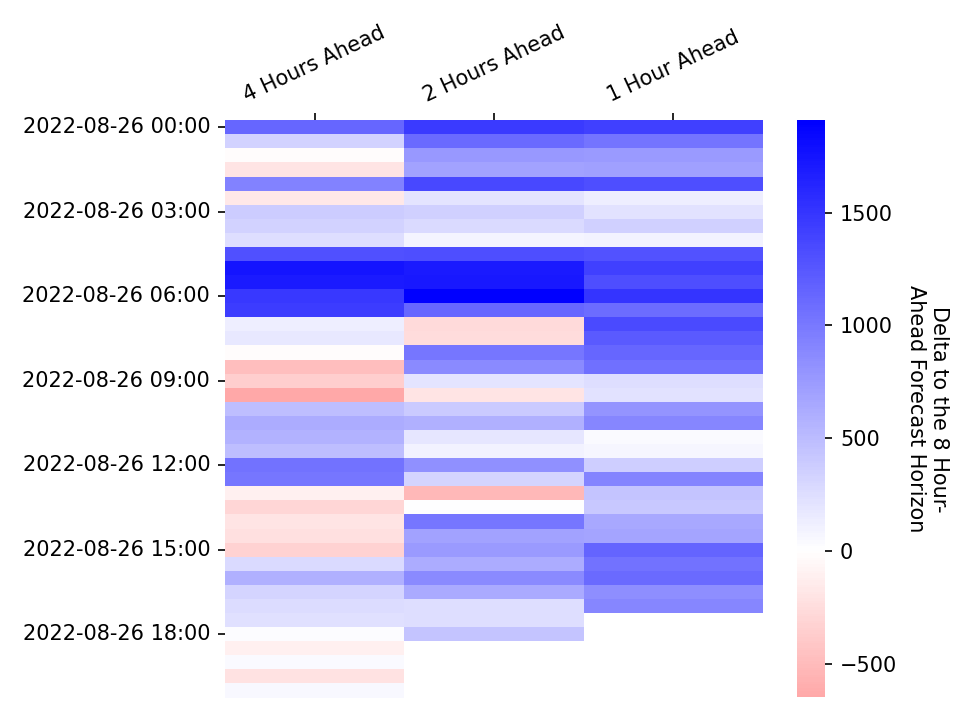 4 Hours Ahead
2 Hours Ahead
1 Hour Ahead
2022-08-26 00:00
2022-08-26 03:00
2022-08-26 06:00
2022-08-26 09:00
2022-08-26 12:00
2022-08-26 15:00
2022-08-26 18:00
1500
1000
500
0
−500
Delta to the 8 Hour-
Ahead Forecast Horizon